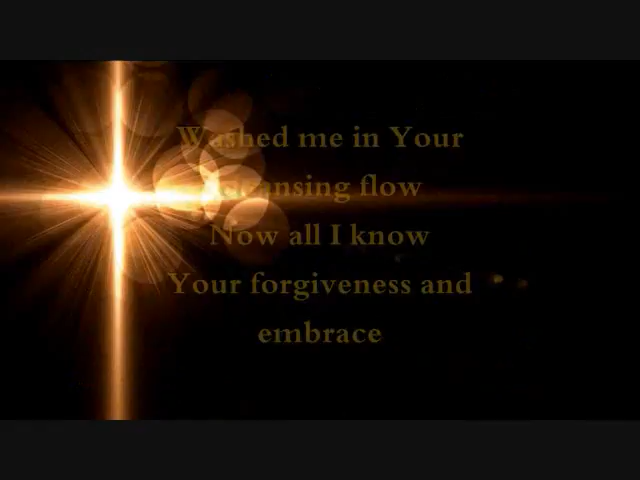 Washed me in Your
cleansing flow
Now all I know
Your forgiveness and
embrace